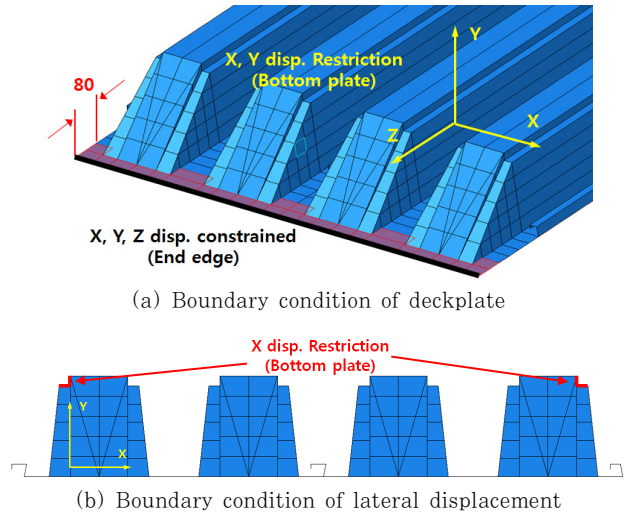 X, Y disp. Restriction
(Bottom plate)
80
Y
X
Z
X, Y, Z disp. constrained
(End edge)
(a) Boundary condition of deckplate
X disp. Restriction
(Bottom plate)
Y
X
(b) Boundary condition of lateral displacement